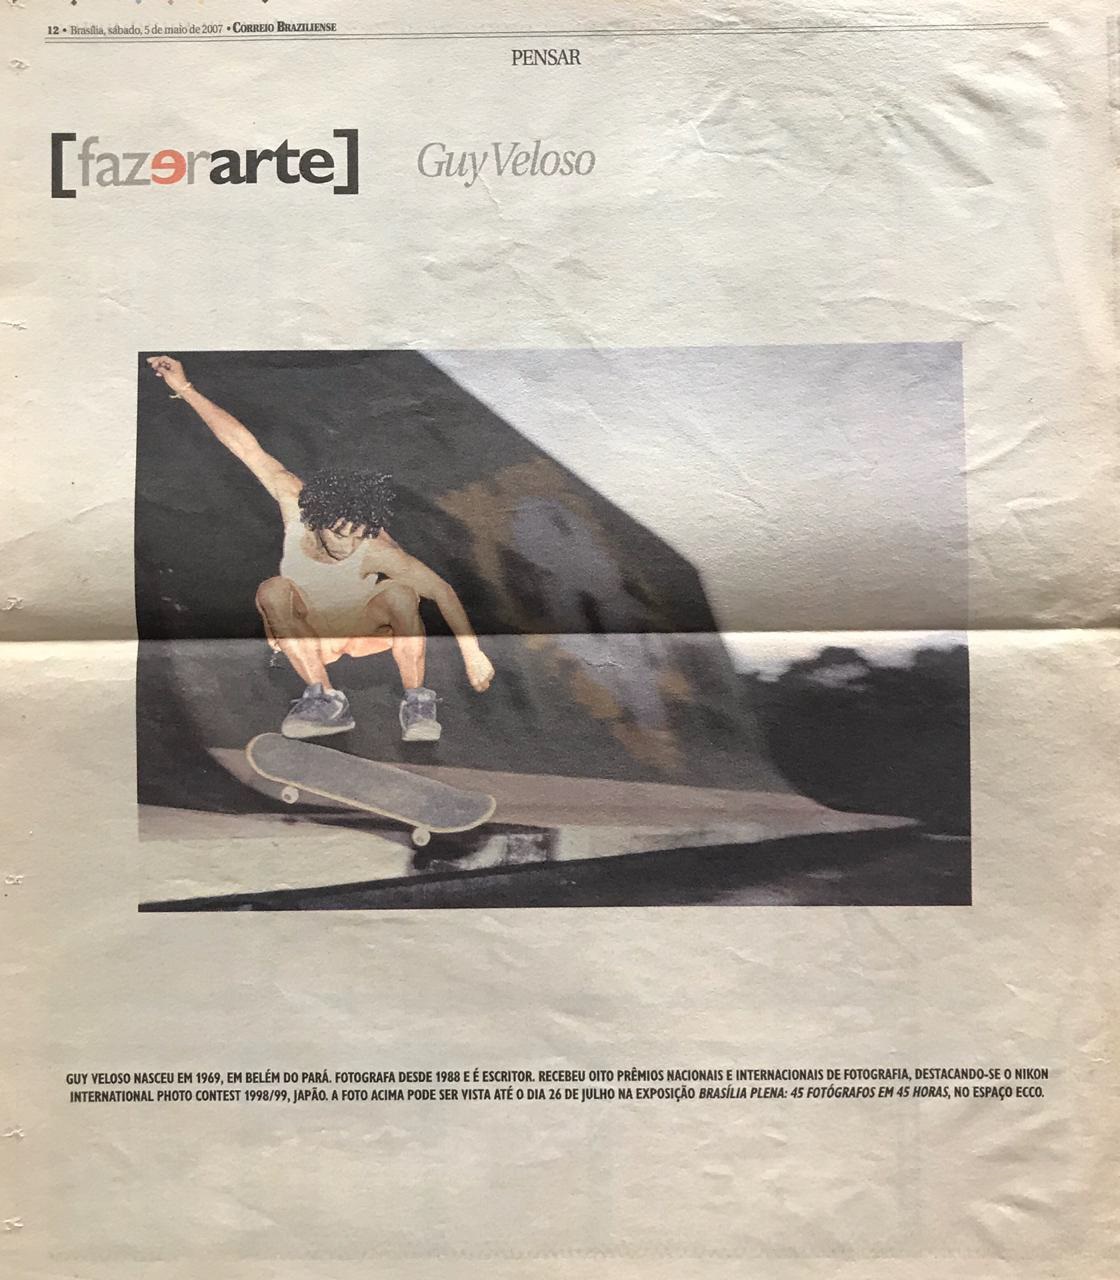 12 • Brasília, sábado, 5 de maio de 2007 • CORREIO BRAZILIENSE
PENSAR
[fazerarte]
Guy Veloso
GUY VELOSO NASCEU EM 1969, EM BELÉM DO PARÁ. FOTOGRAFA DESDE 1988 E É ESCRITOR. RECEBEU OITO PRÊMIOS NACIONAIS E INTERNACIONAIS DE FOTOGRAFIA, DESTACANDO-SE O NIKON
INTERNATIONAL PHOTO CONTEST 1998/99, JAPÃO. A FOTO ACIMA PODE SER VISTA ATÉ O DIA 26 DE JULHO NA EXPOSIÇÃO BRASÍLIA PLENA: 45 FOTÓGRAFOS EM 45 HORAS, NO ESPAÇO ECCO.